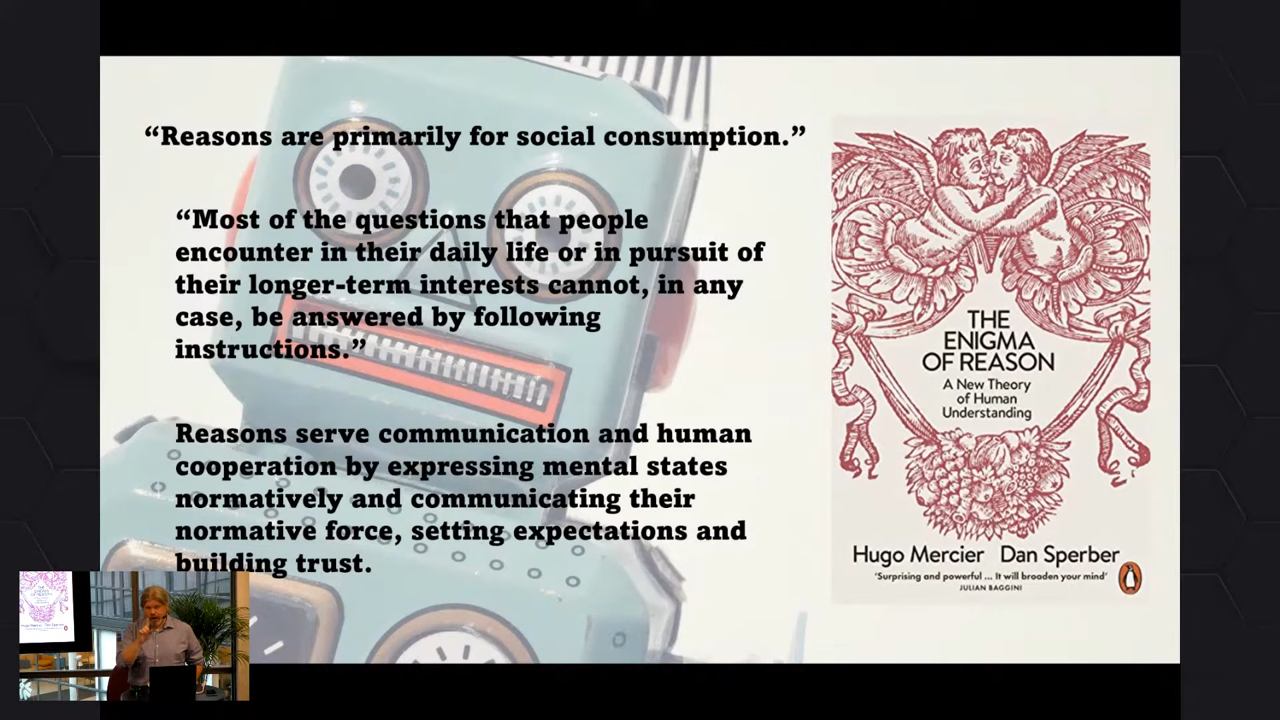 “Reasons are primarily for social consumption.”
“Most of the questions that people
encounter in their daily life or in pursuit of
their longer-term interests cannot, in any
case, be answered by following
instructions.”
Reasons serve communication and human
cooperation by expressing mental states
normatively and communicating their
normative force, setting expectations and
building trust.
THE
ENIGMA
OF REASON
A New Theory
of Human
Understanding
Hugo Mercier Dan Sperber
‘Surprising and powerful ... It will broaden your mind’
JULIAN BAGGINI